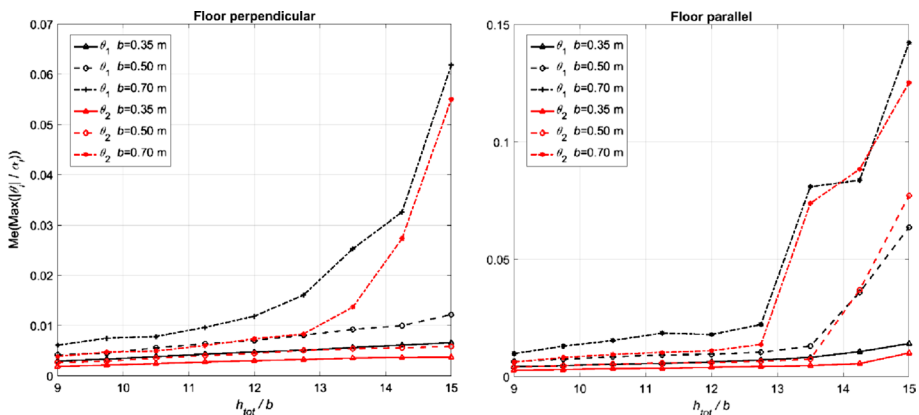 Floor perpendicular
0.07
0.06
0.05
0.04
0.03
0.02
0.01
0
Me(Max(|θi| / αi))
θ1 b=0.35 m
θ1 b=0.50 m
θ1 b=0.70 m
θ2 b=0.35 m
θ2 b=0.50 m
θ2 b=0.70 m
9 10 11 12 13 14 15
htot / b
Floor parallel
0.15
0.1
0.05
0
θ1 b=0.35 m
θ1 b=0.50 m
θ1 b=0.70 m
θ2 b=0.35 m
θ2 b=0.50 m
θ2 b=0.70 m
9 10 11 12 13 14 15
htot / b